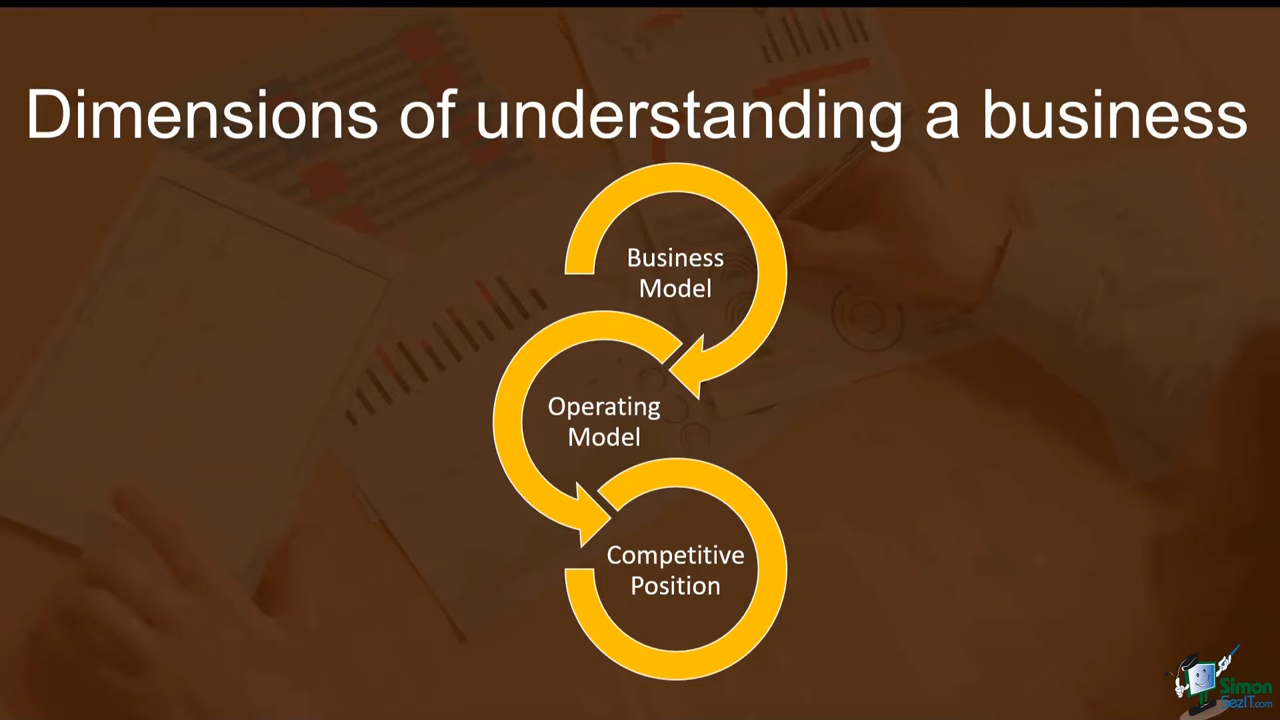 Dimensions of understanding a business
Business
Model
Operating
Model
Competitive
Position
Simon
SezIT.com